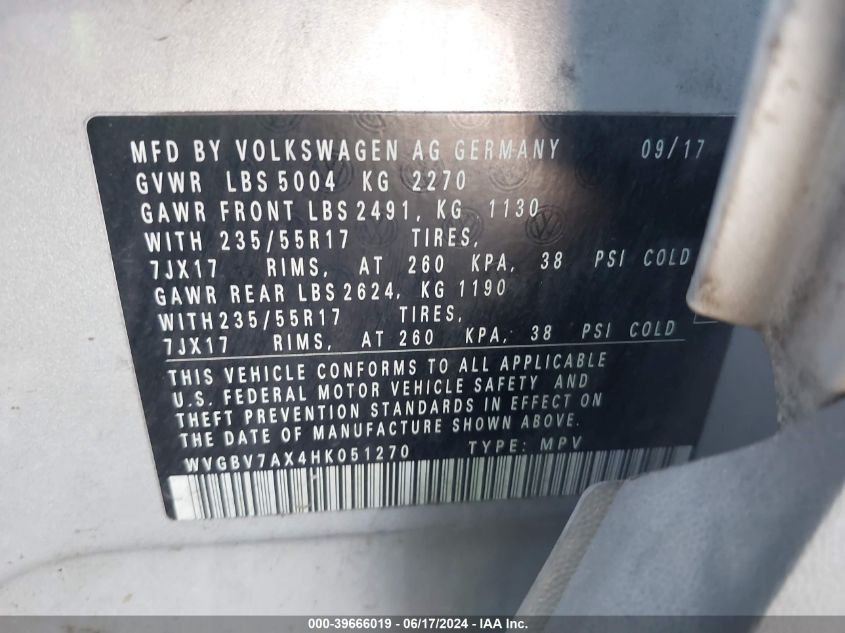 MFD BY VOLKSWAGEN AG GERMANY 09/17
GVWR LBS 5004 KG 2270
GAWR FRONT LBS 2491, KG 1130
WITH 235/55R17 TIRES,
7JX17 RIMS, AT 260 KPA, 38 PSI COLD
GAWR REAR LBS 2624, KG 1190
WITH 235/55R17 TIRES,
7JX17 RIMS, AT 260 KPA, 38 PSI COLD
THIS VEHICLE CONFORMS TO ALL APPLICABLE
U.S. FEDERAL MOTOR VEHICLE SAFETY AND
THEFT PREVENTION STANDARDS IN EFFECT ON
THE DATE OF MANUFACTURE SHOWN ABOVE.
WVGBV7AX4HK051270 TYPE: MPV
000-39666019 - 06/17/2024 - IAA Inc.